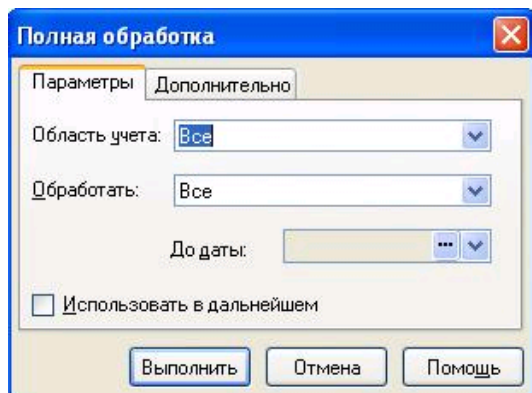 Полная обработка
Параметры Дополнительно
Область учета: Все
Обработать: Все
До даты: ...
Использовать в дальнейшем
Выполнить Отмена Помощь